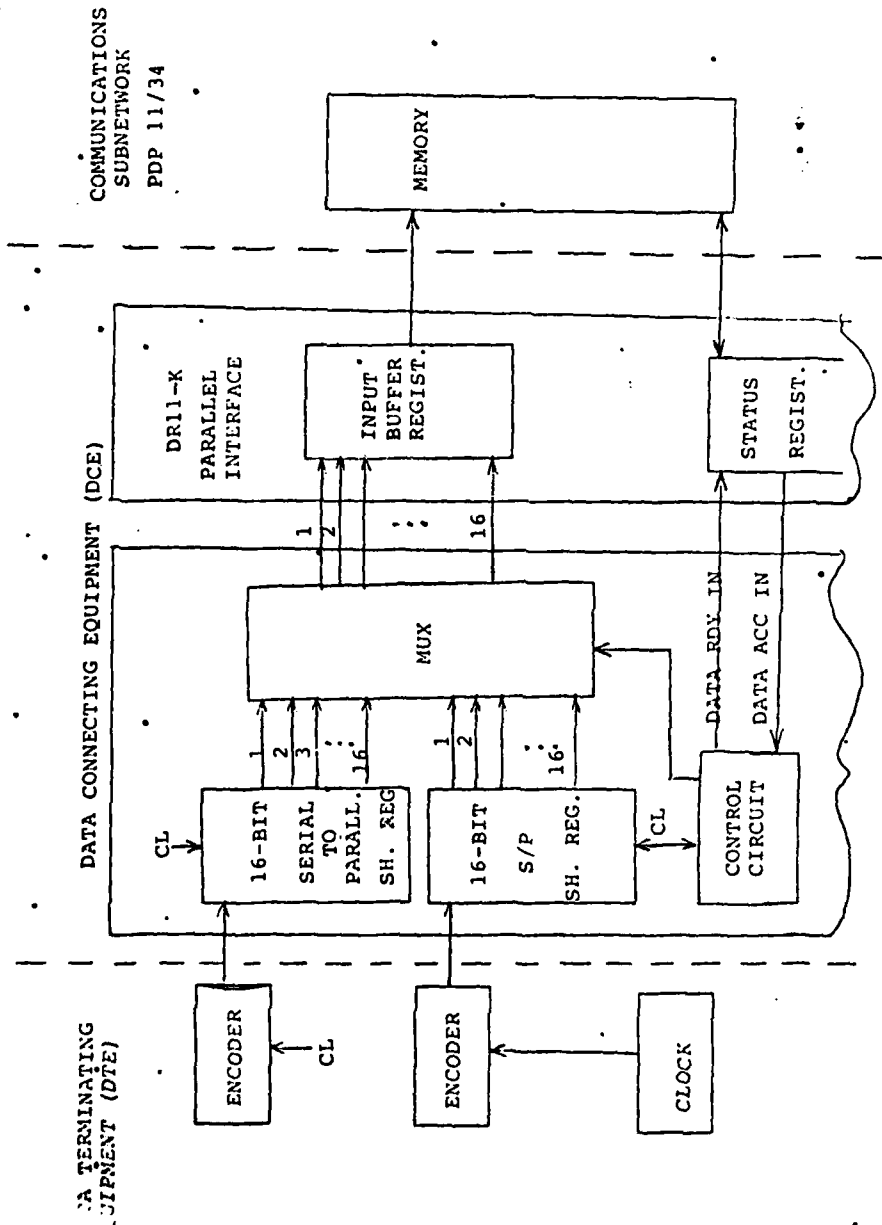 TERMINATING
(DTE)
ENCODER
CL
ENCODER
CLOCK
DATA CONNECTING EQUIPMENT (DCE)
CL
16-BIT
SERIAL
TO
PARALL.
SH. REG
1
2
3
16
16-BIT
S/P
SH. REG.
1
2
16
CL
CONTROL
CIRCUIT
MUX
1
2
16
DATA RDY IN
DATA ACC IN
DR11-K
PARALLEL
INTERFACE
INPUT
BUFFER
REGIST.
STATUS
REGIST.
COMMUNICATIONS
SUBNETWORK
PDP 11/34
MEMORY